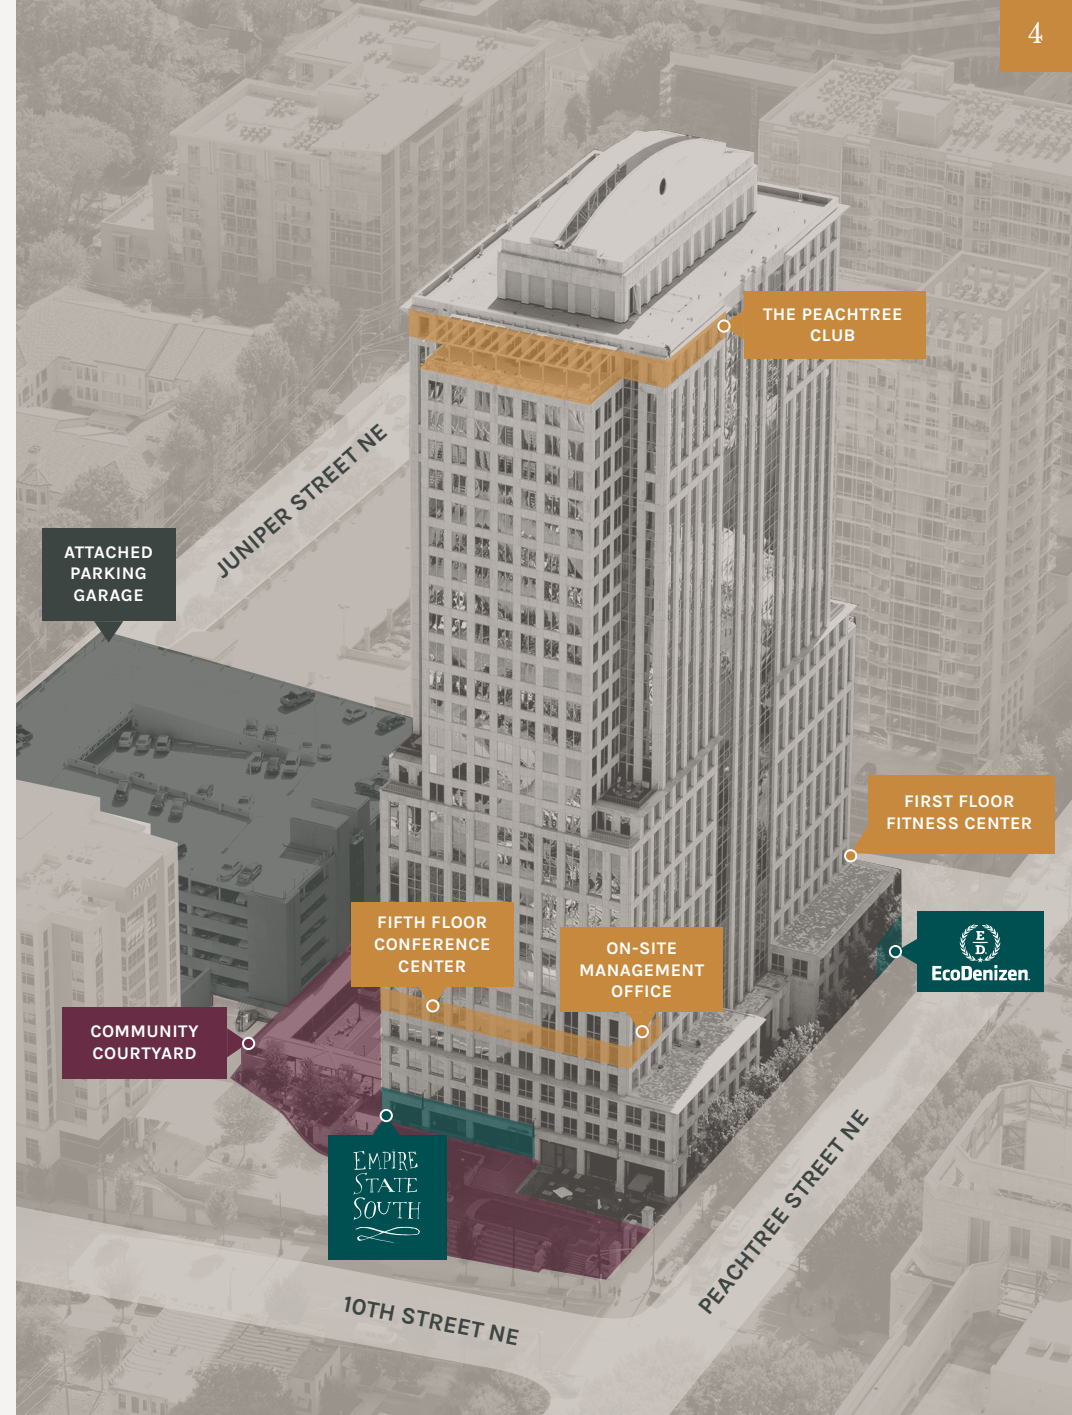 4
THE PEACHTREE
CLUB
JUNIPER STREET NE
ATTACHED
PARKING
GARAGE
FIRST FLOOR
FITNESS CENTER
FIFTH FLOOR
CONFERENCE
CENTER
ON-SITE
MANAGEMENT
OFFICE
E
D.
EcoDenizen
COMMUNITY
COURTYARD
EMPIRE
STATE
SOUTH
PEACHTREE STREET NE
10TH STREET NE
HYATT